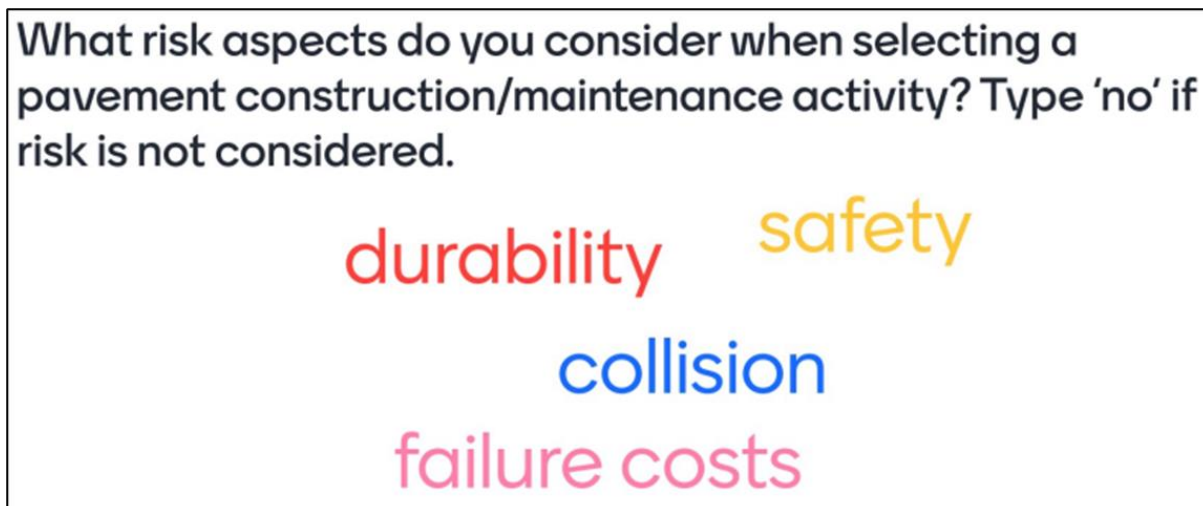 What risk aspects do you consider when selecting a
pavement construction/maintenance activity? Type ‘no’ if
risk is not considered.
safety
durability
collision
failure costs